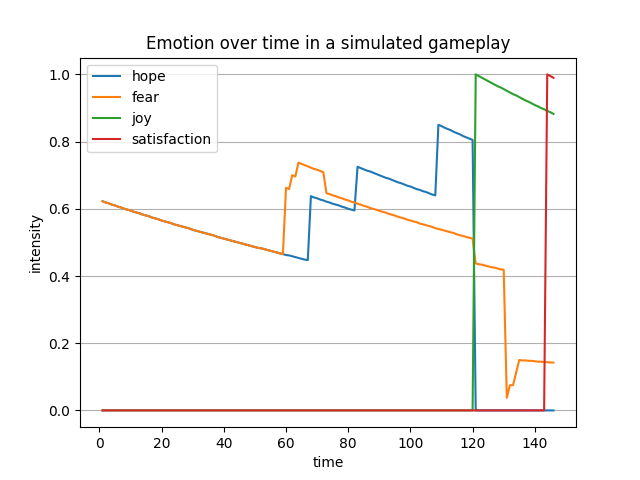 Emotion over time in a simulated gameplay
hope
fear
joy
satisfaction
1.0
0.8
0.6
0.4
0.2
0.0
intensity
0 20 40 60 80 100 120 140
time